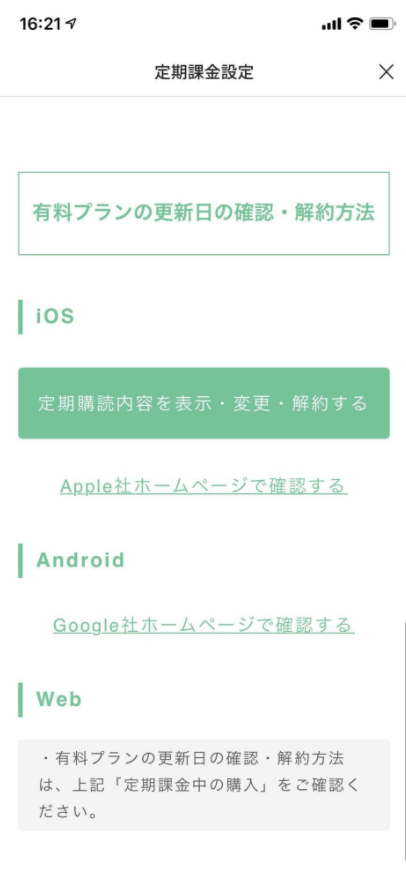 16:21
定期課金設定
有料プランの更新日の確認・解約方法
iOS
定期購読内容を表示・変更・解約する
Apple社ホームページで確認する
Android
Google社ホームページで確認する
Web
・有料プランの更新日の確認・解約方法
は、上記「定期課金中の購入」をご確認く
ださい。